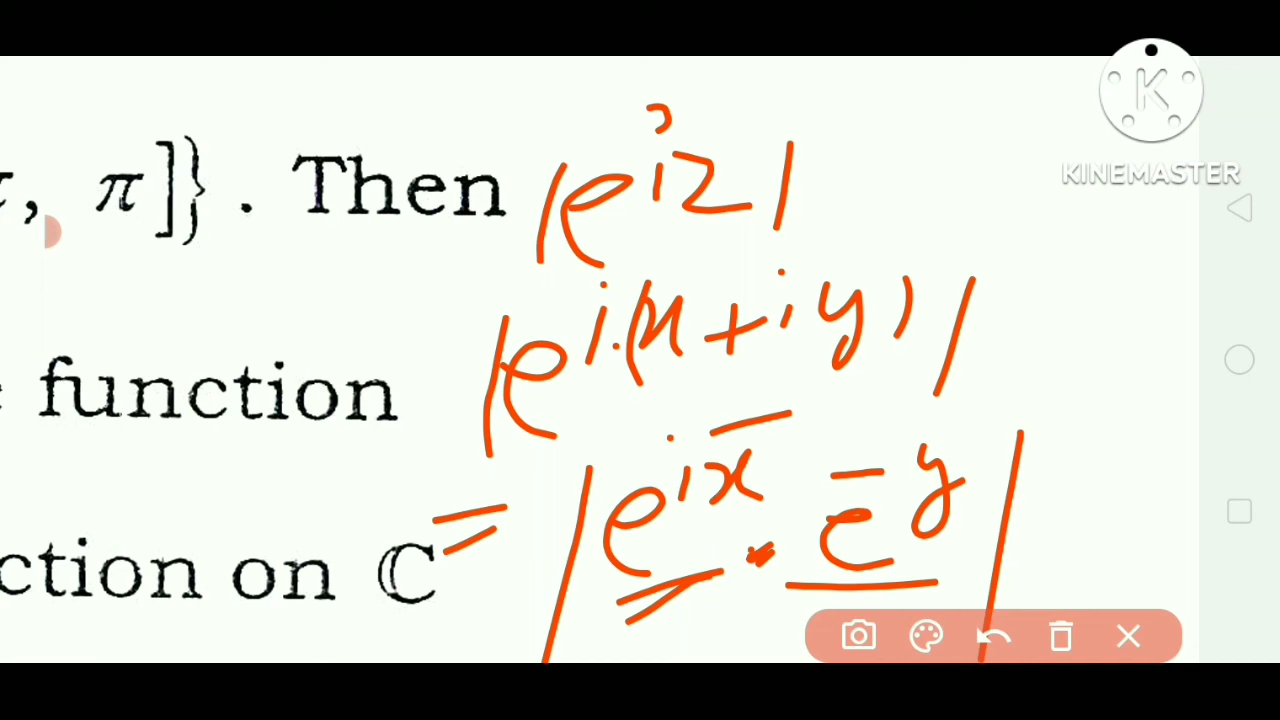 , π]} . Then |e^{iz}|
function |e^{i.(x+iy)}|
ction on ℂ = |e^{ix} . e^{-y}|
KINEMASTER